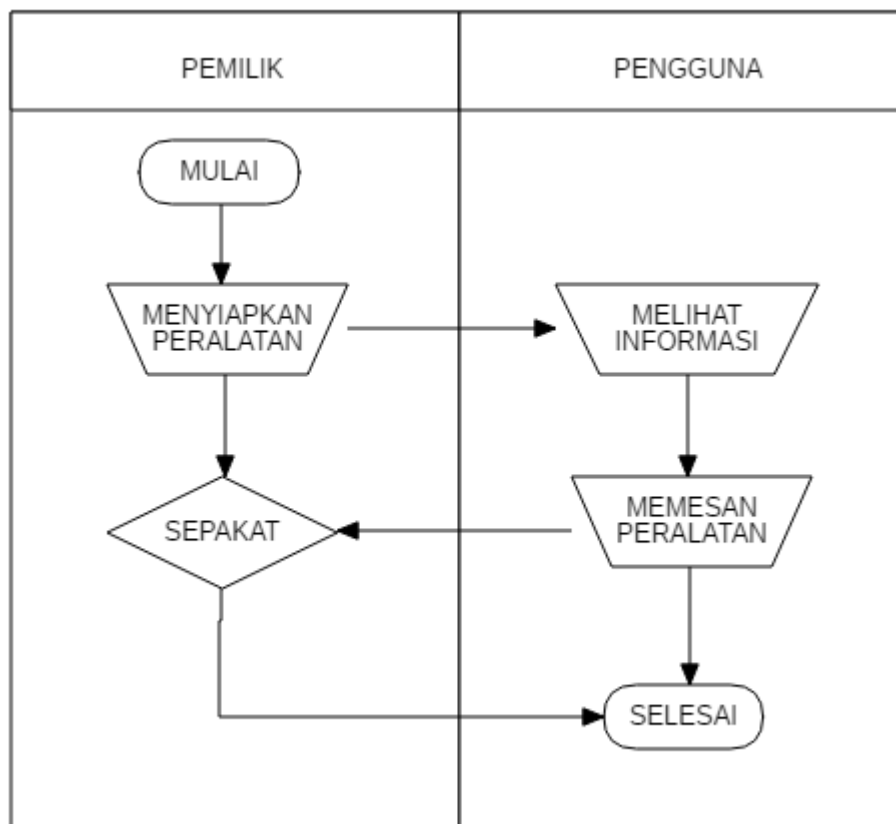 PEMILIK
PENGGUNA
MULAI
MENYIAPKAN
PERALATAN
MELIHAT
INFORMASI
SEPAKAT
MEMESAN
PERALATAN
SELESAI